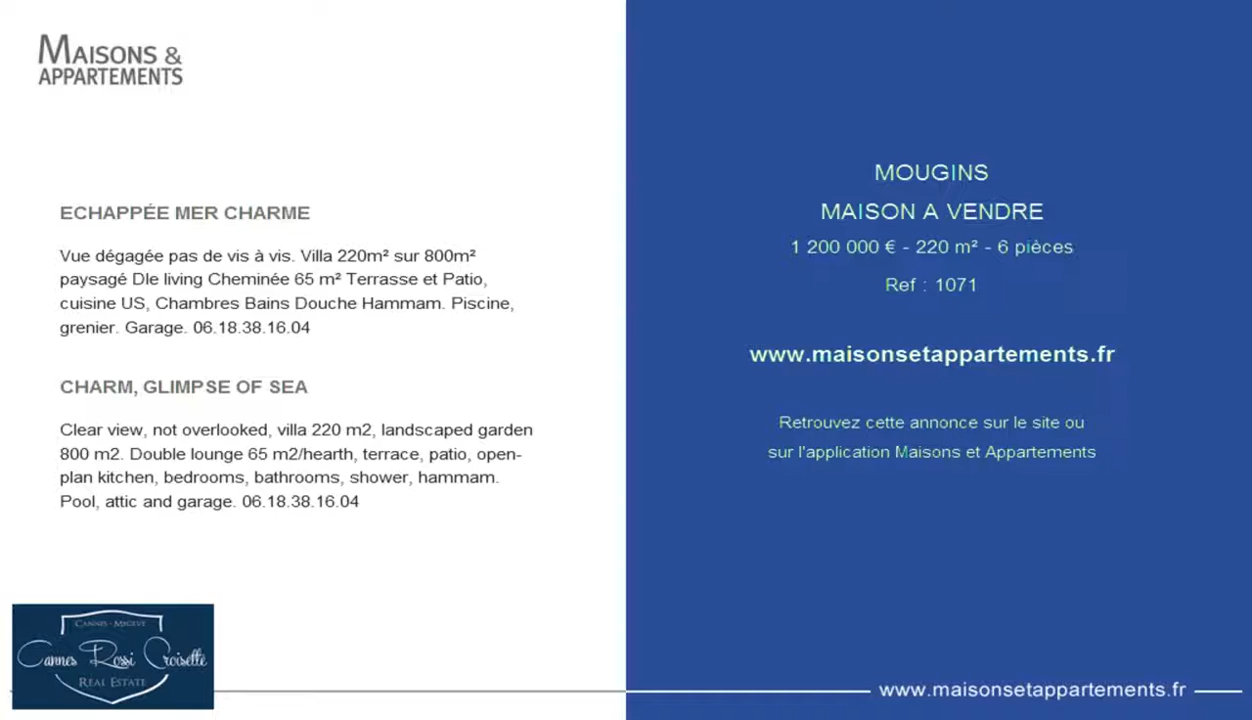 MAISONS &
APPARTEMENTS
ECHAPPÉE MER CHARME
Vue dégagée pas de vis à vis. Villa 220m² sur 800m²
paysagé Dle living Cheminée 65 m² Terrasse et Patio,
cuisine US, Chambres Bains Douche Hammam. Piscine,
grenier. Garage. 06.18.38.16.04
CHARM, GLIMPSE OF SEA
Clear view, not overlooked, villa 220 m2, landscaped garden
800 m2. Double lounge 65 m2/hearth, terrace, patio, open-
plan kitchen, bedrooms, bathrooms, shower, hammam.
Pool, attic and garage. 06.18.38.16.04
CANNES - MEGEVE
Cannes Rossi Croisette
REAL ESTATE
MOUGINS
MAISON A VENDRE
1 200 000 € - 220 m² - 6 pièces
Ref : 1071
www.maisonsetappartements.fr
Retrouvez cette annonce sur le site ou
sur l'application Maisons et Appartements
www.maisonsetappartements.fr